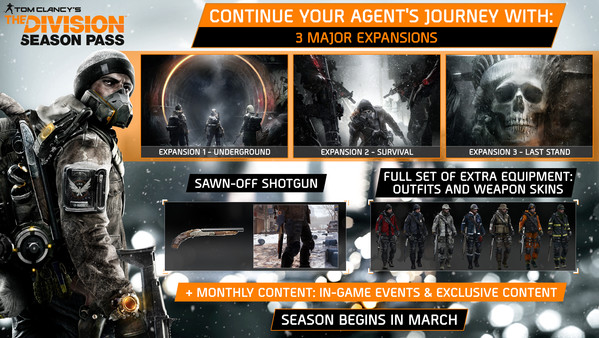 TOM CLANCY'S
THE DIVISION
SEASON PASS
CONTINUE YOUR AGENT'S JOURNEY WITH:
3 MAJOR EXPANSIONS
EXPANSION 1 - UNDERGROUND
EXPANSION 2 - SURVIVAL
EXPANSION 3 - LAST STAND
SAWN-OFF SHOTGUN
FULL SET OF EXTRA EQUIPMENT:
OUTFITS AND WEAPON SKINS
+ MONTHLY CONTENT: IN-GAME EVENTS & EXCLUSIVE CONTENT
SEASON BEGINS IN MARCH